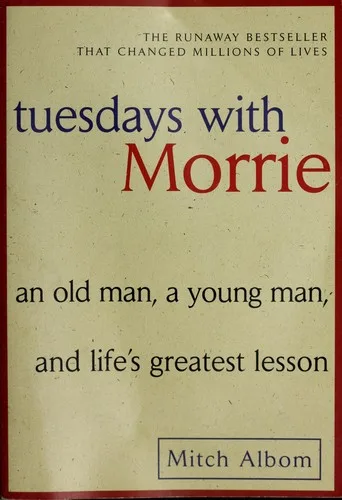 THE RUNAWAY BESTSELLER
THAT CHANGED MILLIONS OF LIVES
tuesdays with
Morrie
an old man, a young man,
and life's greatest lesson
Mitch Albom